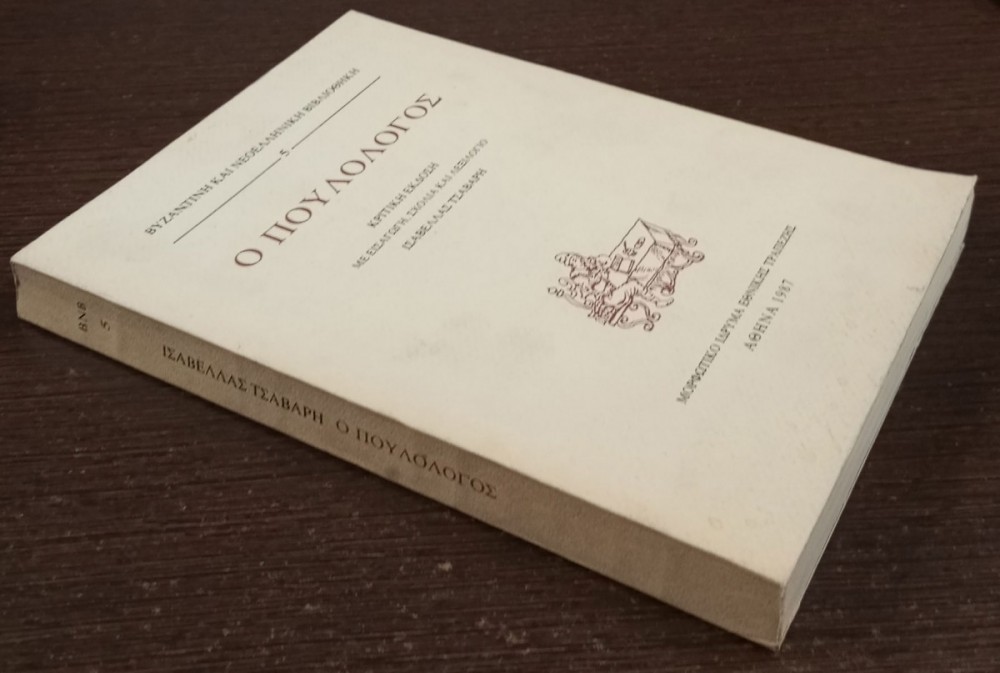 ΒΥΖΑΝΤΙΝΗ ΚΑΙ ΝΕΟΕΛΛΗΝΙΚΗ ΒΙΒΛΙΟΘΗΚΗ
5
Ο ΠΟΥΛΟΛΟΓΟΣ
ΚΡΙΤΙΚΗ ΕΚΔΟΣΗ
ΜΕ ΕΙΣΑΓΩΓΗ, ΣΧΟΛΙΑ ΚΑΙ ΛΕΞΙΛΟΓΙΟ
ΙΣΑΒΕΛΛΑΣ ΤΣΑΒΑΡΗ
ΜΟΡΦΩΤΙΚΟ ΙΔΡΥΜΑ ΕΘΝΙΚΗΣ ΤΡΑΠΕΖΗΣ
ΑΘΗΝΑ 1987
ΒΝΒ
5
ΙΣΑΒΕΛΛΑΣ ΤΣΑΒΑΡΗ Ο ΠΟΥΛΟΛΟΓΟΣ